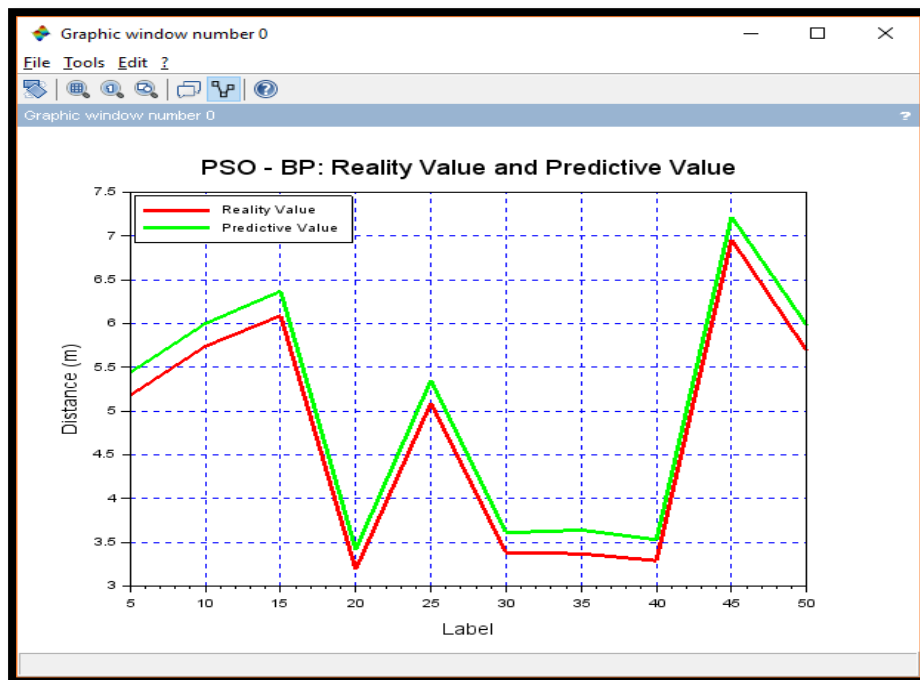 Graphic window number 0
File Tools Edit ?
Graphic window number 0 ?
PSO - BP: Reality Value and Predictive Value
Reality Value
Predictive Value
7.5
7
6.5
6
5.5
5
4.5
4
3.5
3
Distance (m)
5 10 15 20 25 30 35 40 45 50
Label